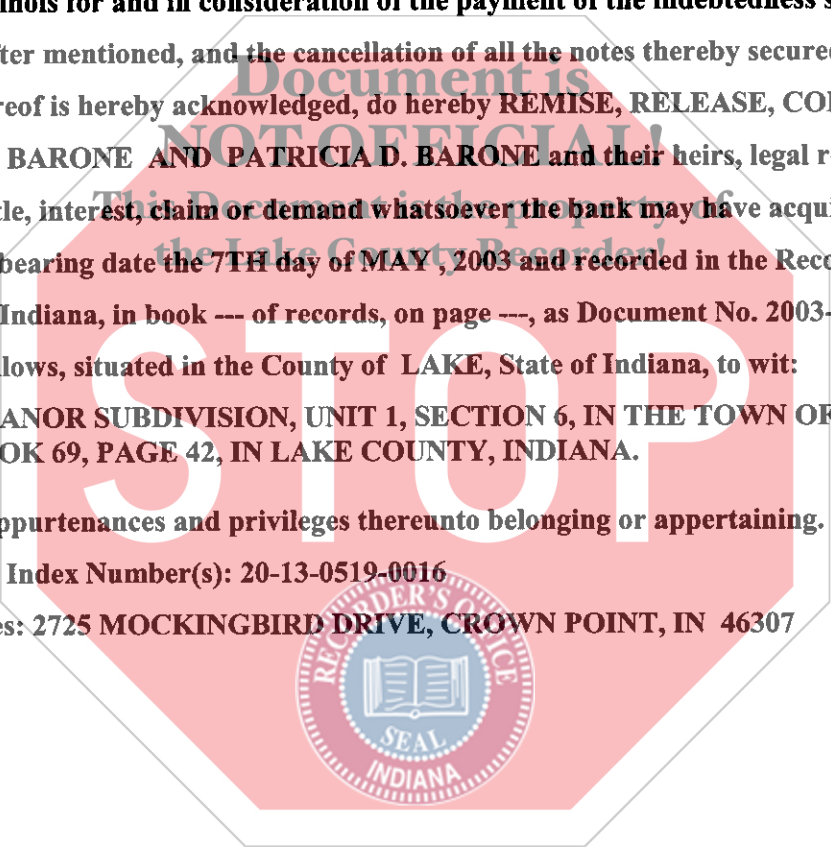 inois for and in consideration of the payment of the indebtedness s
ter mentioned, and the cancellation of all the notes thereby secured
Document is
reof is hereby acknowledged, do hereby REMISE, RELEASE, CO
NOT OFFICIAL!
BARONE AND PATRICIA D. BARONE and their heirs, legal r
This Document is the property of
le, interest, claim or demand whatsoever the bank may have acqui
the Lake County Recorder!
bearing date the 7TH day of MAY , 2003 and recorded in the Reco
Indiana, in book --- of records, on page ---, as Document No. 2003-
llows, situated in the County of LAKE, State of Indiana, to wit:
STOP
ANOR SUBDIVISION, UNIT 1, SECTION 6, IN THE TOWN OF
OK 69, PAGE 42, IN LAKE COUNTY, INDIANA.
ppurtenances and privileges thereunto belonging or appertaining.
Index Number(s): 20-13-0519-0016
es: 2725 MOCKINGBIRD DRIVE, CROWN POINT, IN 46307
RECORDER'S OFFICE
SEAL
INDIANA